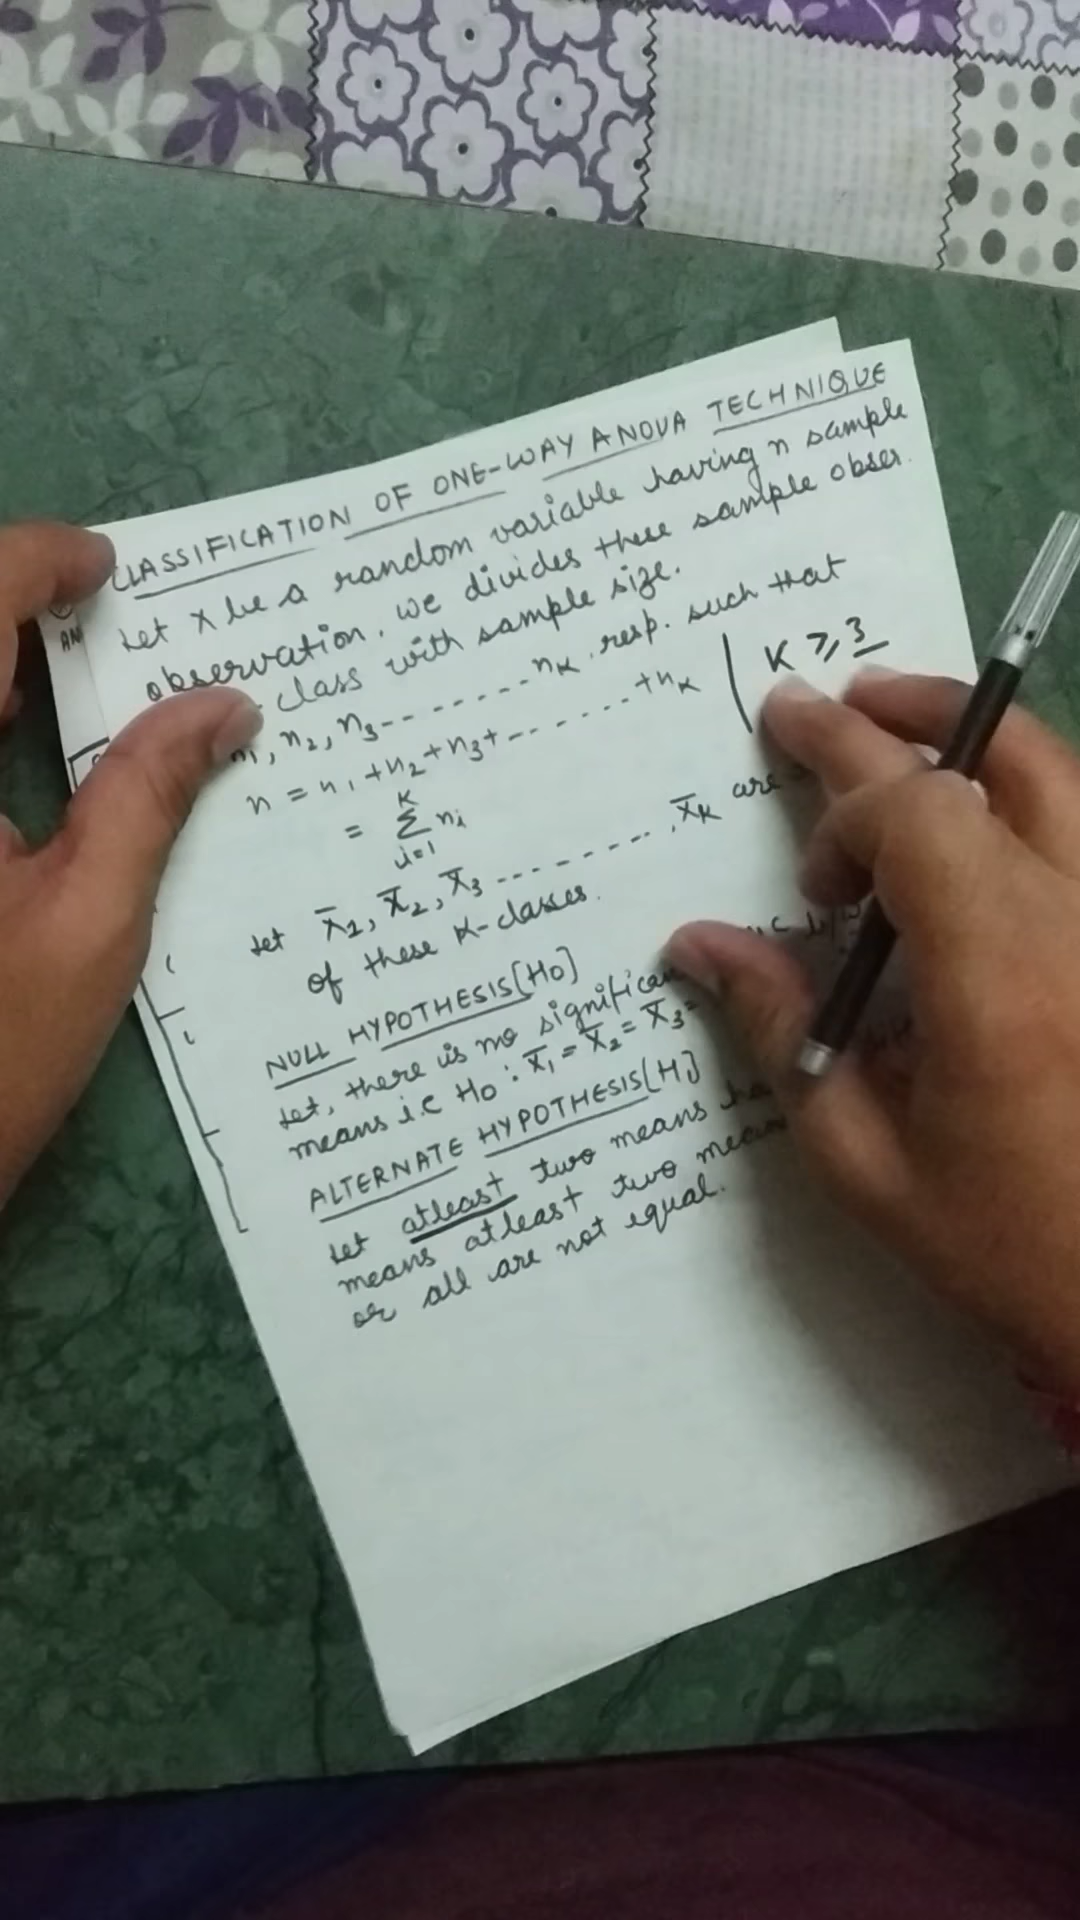 CLASSIFICATION OF ONE-WAY ANOVA TECHNIQUE
Let X be a random variable having n sample
observation. we divides these sample obser.
class with sample size.
n1, n2, n3--------nK. resp. such that
n = n1+n2+n3+--------+nK | K ≥ 3
= K∑i=1 ni
Let X̄1, X̄2, X̄3 --------, X̄K are
of these K-classes.
NULL HYPOTHESIS[H0]
Let, there is no
means i.e H0 : X̄1 = X̄2 = X̄3 =
ALTERNATE HYPOTHESIS[H1]
Let atleast two means
means atleast two
or all are not equal.
AN